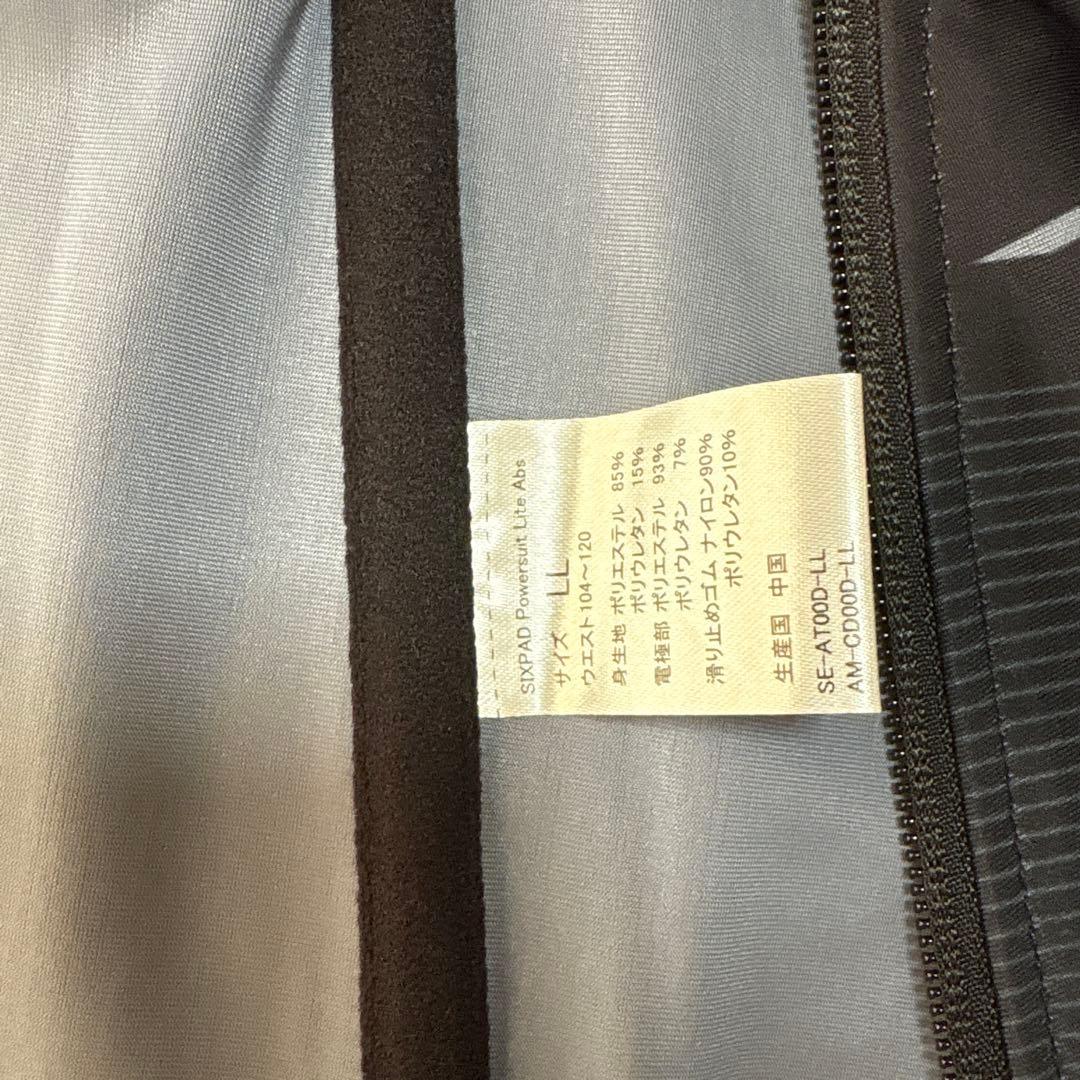 SIXPAD Powersuit Lite Abs
サイズ LL
ウエスト104～120
身生地 ポリエステル 85%
ポリウレタン 15%
電極部 ポリエステル 93%
ポリウレタン 7%
滑り止めゴム ナイロン90%
ポリウレタン10%
生産国 中国
SE-AT00D-LL
AM-CD00D-LL